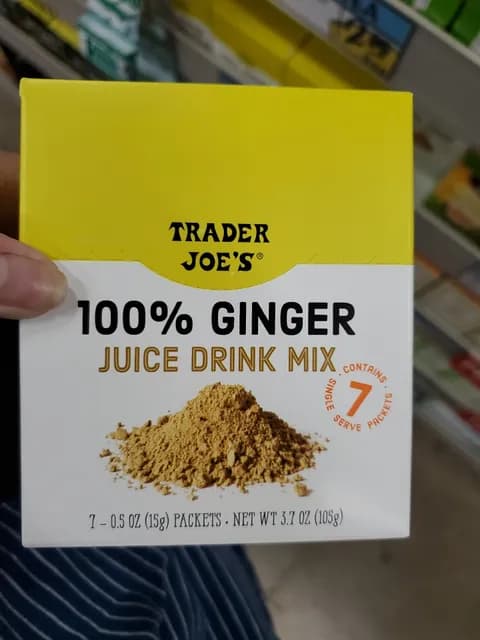 TRADER
JOE'S®
100% GINGER
JUICE DRINK MIX
· CONTAINS ·
7
SINGLE SERVE PACKETS
7 – 0.5 OZ (15g) PACKETS · NET WT 3.7 OZ (105g)